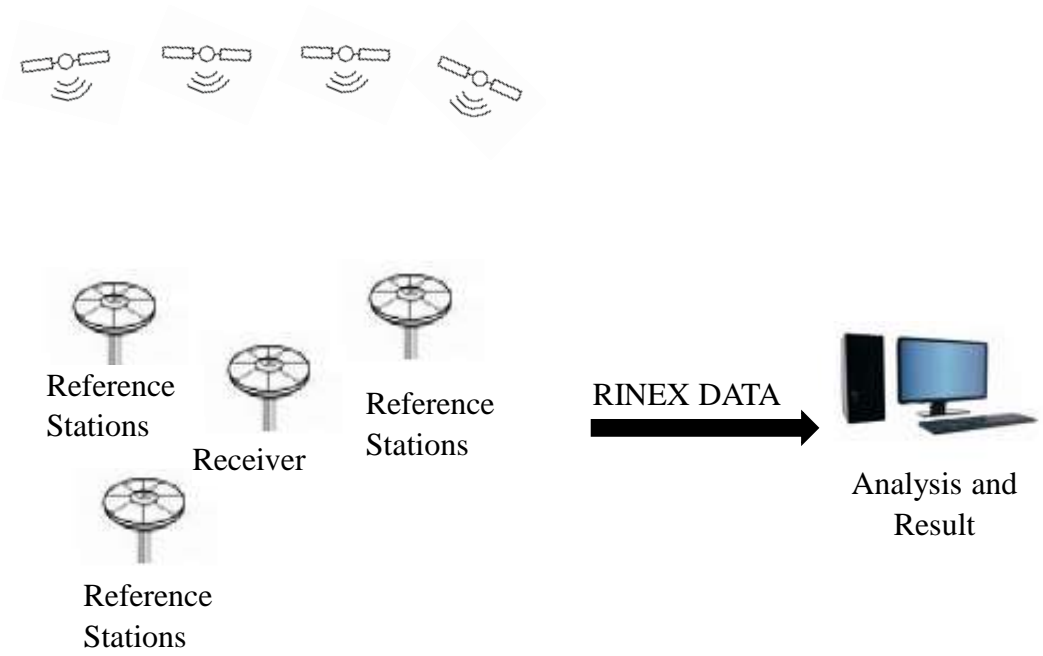 Reference
Stations
Receiver
Reference
Stations
Reference
Stations
RINEX DATA
Analysis and
Result